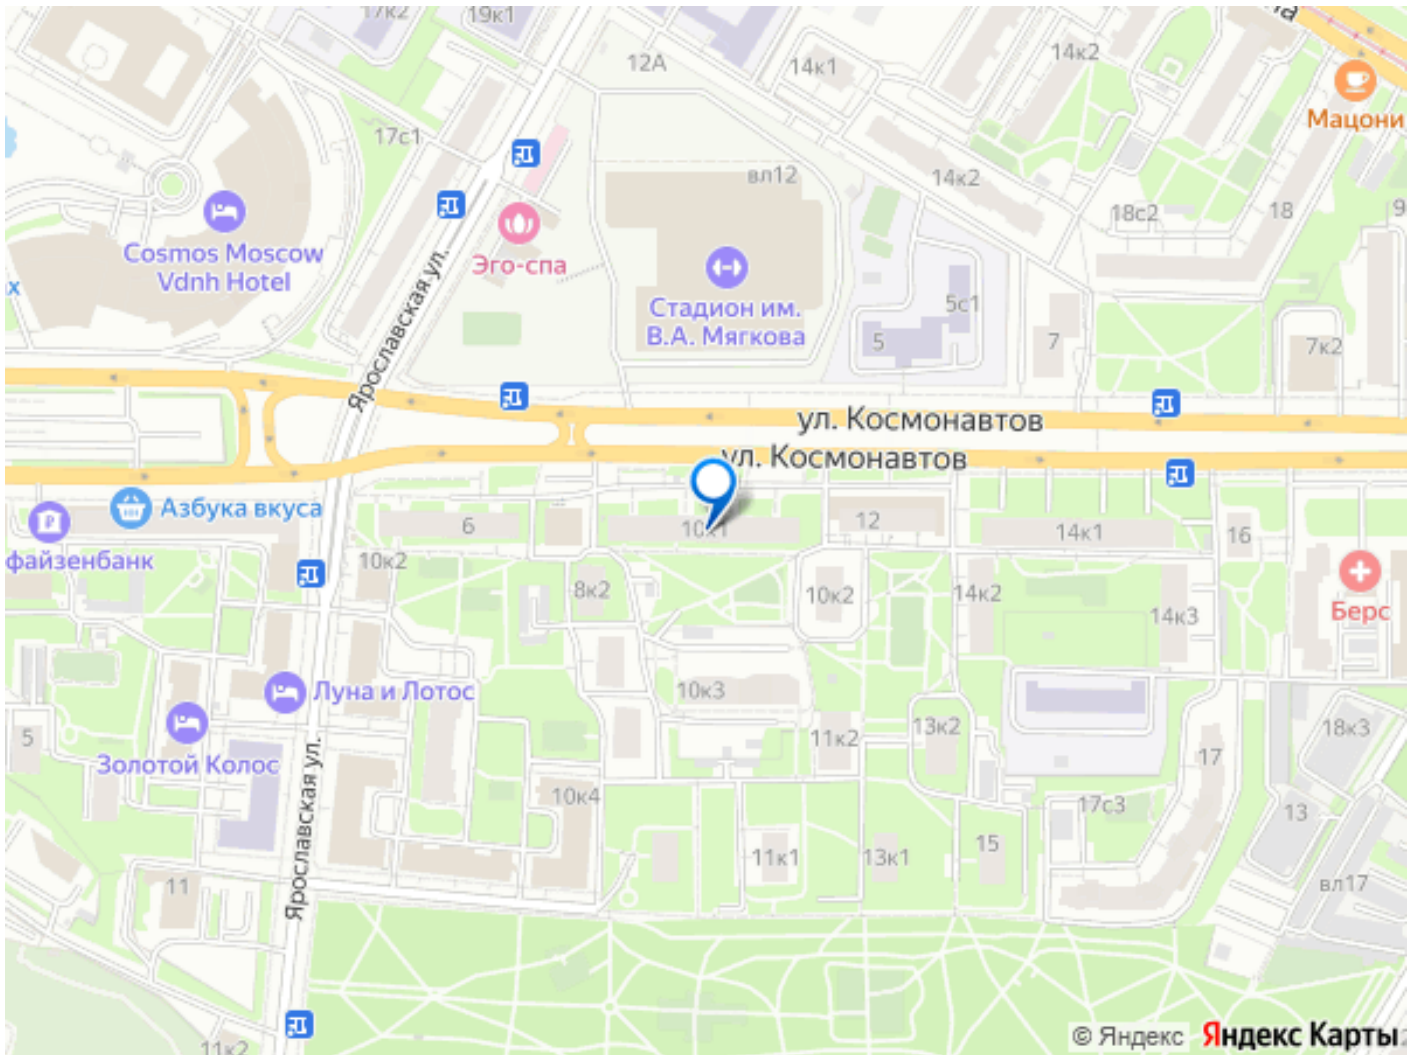 17к2
19к1
12А
14к1
14к2
Мацони
17с1
вл12
14к2
18с2
18
9
Cosmos Moscow
Vdnh Hotel
Эго-спа
Ярославская ул.
Стадион им.
В.А. Мягкова
5с1
5
7
7к2
х
ул. Космонавтов
ул. Космонавтов
Азбука вкуса
файзенбанк
6
10к1
12
14к1
16
10к2
8к2
10к2
14к2
14к3
Берс
Луна и Лотос
10к3
Золотой Колос
5
11к2
13к2
17
18к3
Ярославская ул.
10к4
17с3
13
11к1
13к1
15
11
вл17
11к2
© Яндекс Яндекс Карты